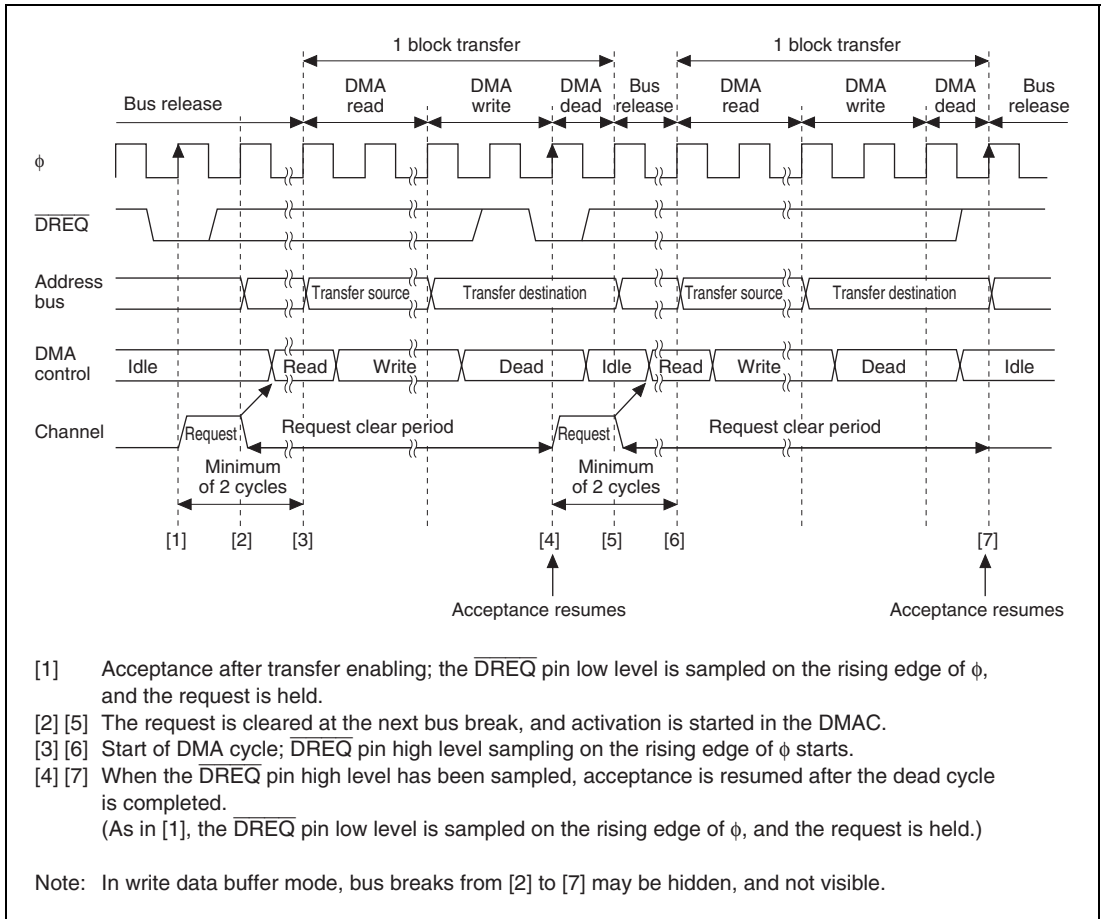 1 block transfer 1 block transfer
DMA DMA DMA Bus DMA DMA DMA Bus
Bus release read write dead release read write dead release
φ
DREQ
Address
bus
Transfer source Transfer destination Transfer source Transfer destination
DMA
control
Idle Read Write Dead Idle Read Write Dead Idle
Channel Request Request clear period Request Request clear period
Minimum Minimum
of 2 cycles of 2 cycles
[1] [2] [3] [4] [5] [6] [7]
Acceptance resumes Acceptance resumes
[1] Acceptance after transfer enabling; the DREQ pin low level is sampled on the rising edge of φ,
and the request is held.
[2] [5] The request is cleared at the next bus break, and activation is started in the DMAC.
[3] [6] Start of DMA cycle; DREQ pin high level sampling on the rising edge of φ starts.
[4] [7] When the DREQ pin high level has been sampled, acceptance is resumed after the dead cycle
is completed.
(As in [1], the DREQ pin low level is sampled on the rising edge of φ, and the request is held.)
Note: In write data buffer mode, bus breaks from [2] to [7] may be hidden, and not visible.